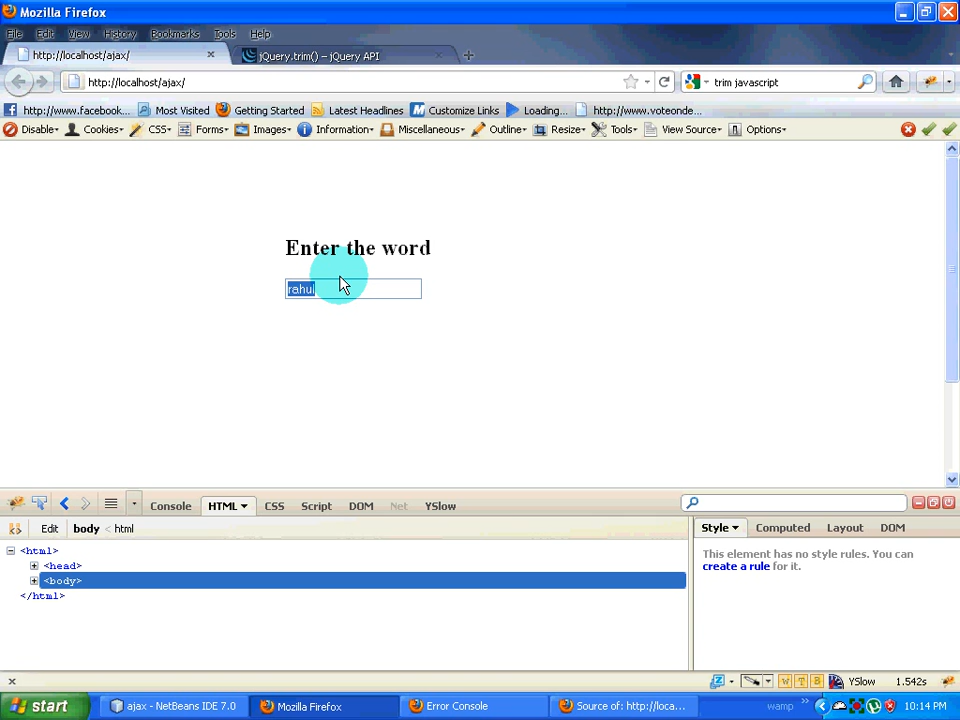 Mozilla Firefox
File Edit View History Bookmarks Tools Help
http://localhost/ajax/ jQuery.trim() – jQuery API
http://localhost/ajax/ trim javascript
http://www.facebook... Most Visited Getting Started Latest Headlines Customize Links Loading... http://www.voteonde...
Disable Cookies CSS Forms Images Information Miscellaneous Outline Resize Tools View Source Options
Enter the word
rahul
Console HTML CSS Script DOM Net YSlow
Edit body < html
Style Computed Layout DOM
<html>
<head>
<body>
</html>
This element has no style rules. You can
create a rule for it.
YSlow 1.542s
start ajax - NetBeans IDE 7.0 Mozilla Firefox Error Console Source of: http://loca... wamp 10:14 PM